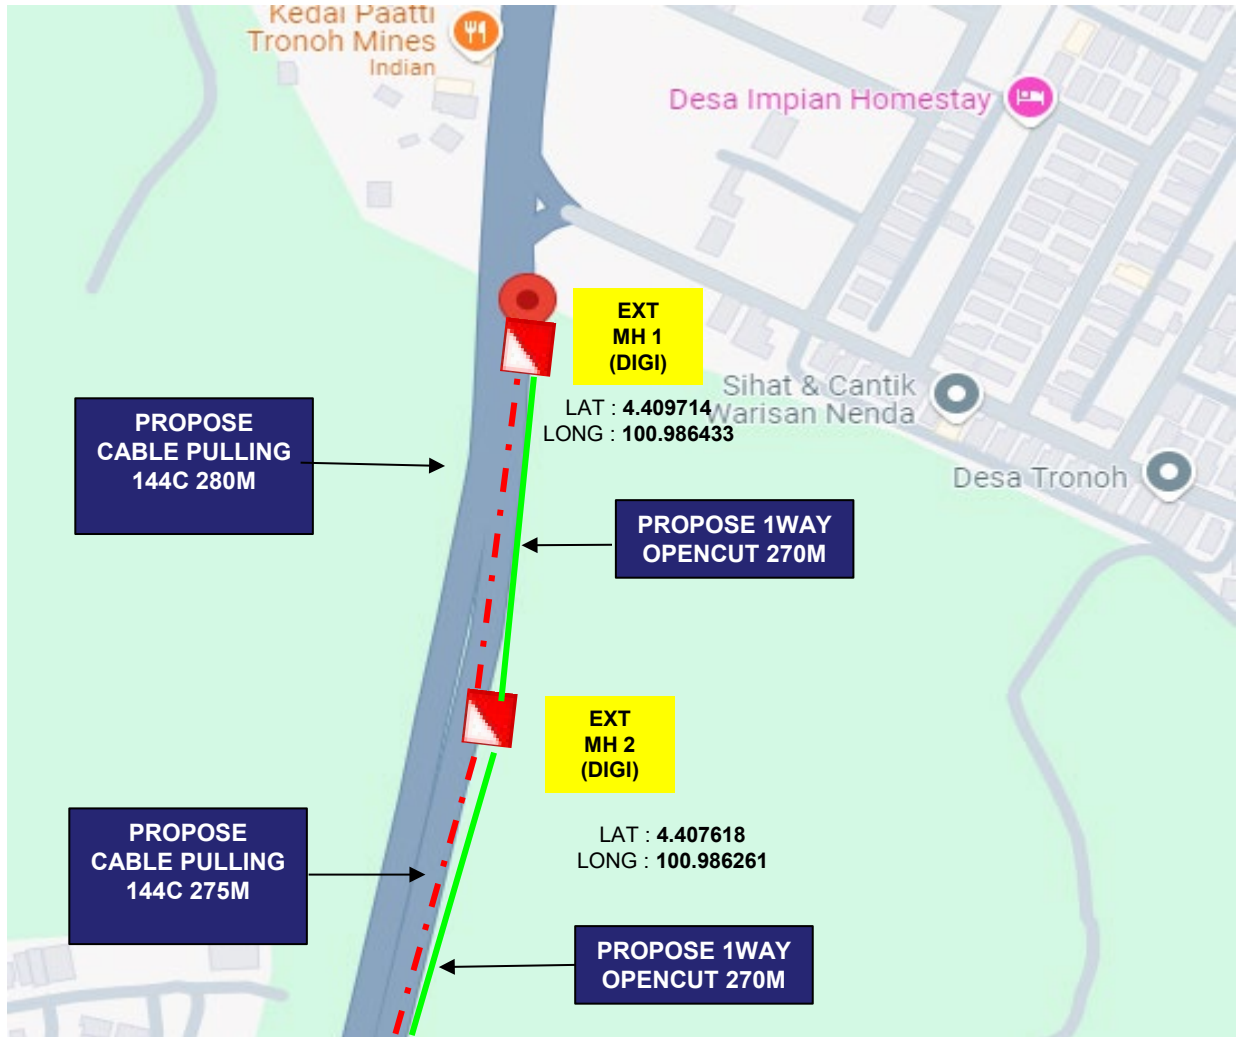 Kedai Paatti
Tronoh Mines
Indian
Desa Impian Homestay
EXT
MH 1
(DIGI)
LAT : 4.409714
LONG : 100.986433
Sihat & Cantik
Warisan Nenda
Desa Tronoh
PROPOSE
CABLE PULLING
144C 280M
PROPOSE 1WAY
OPENCUT 270M
EXT
MH 2
(DIGI)
LAT : 4.407618
LONG : 100.986261
PROPOSE
CABLE PULLING
144C 275M
PROPOSE 1WAY
OPENCUT 270M